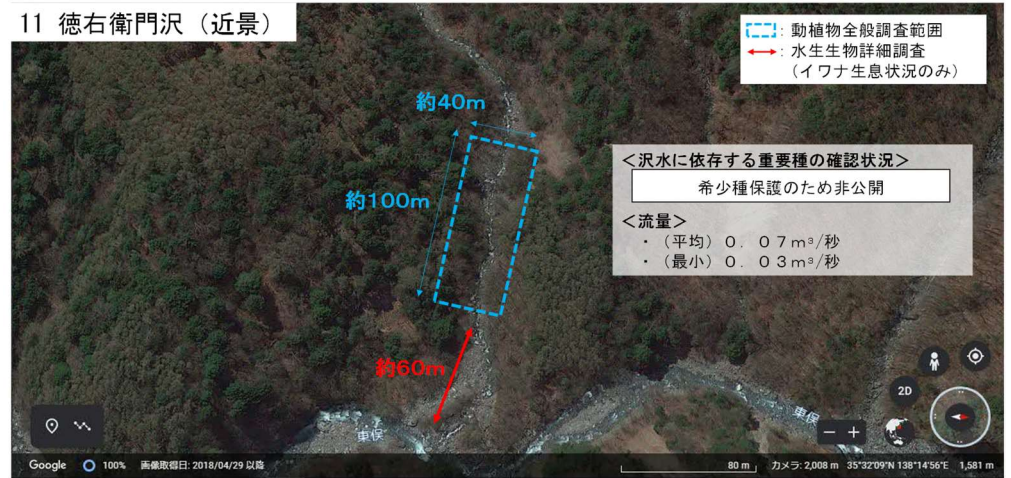 11 徳右衛門沢（近景）
：動植物全般調査範囲
：水生生物詳細調査
（イワナ生息状況のみ）
約40m
約100m
＜沢水に依存する重要種の確認状況＞
希少種保護のため非公開
＜流量＞
・（平均）０．０７m³/秒
・（最小）０．０３m³/秒
約60m
東俣
東俣
2D
Google 100% 画像取得日: 2018/04/29 以降 80 m カメラ: 2,008 m 35°32'09"N 138°14'56"E 1,581 m